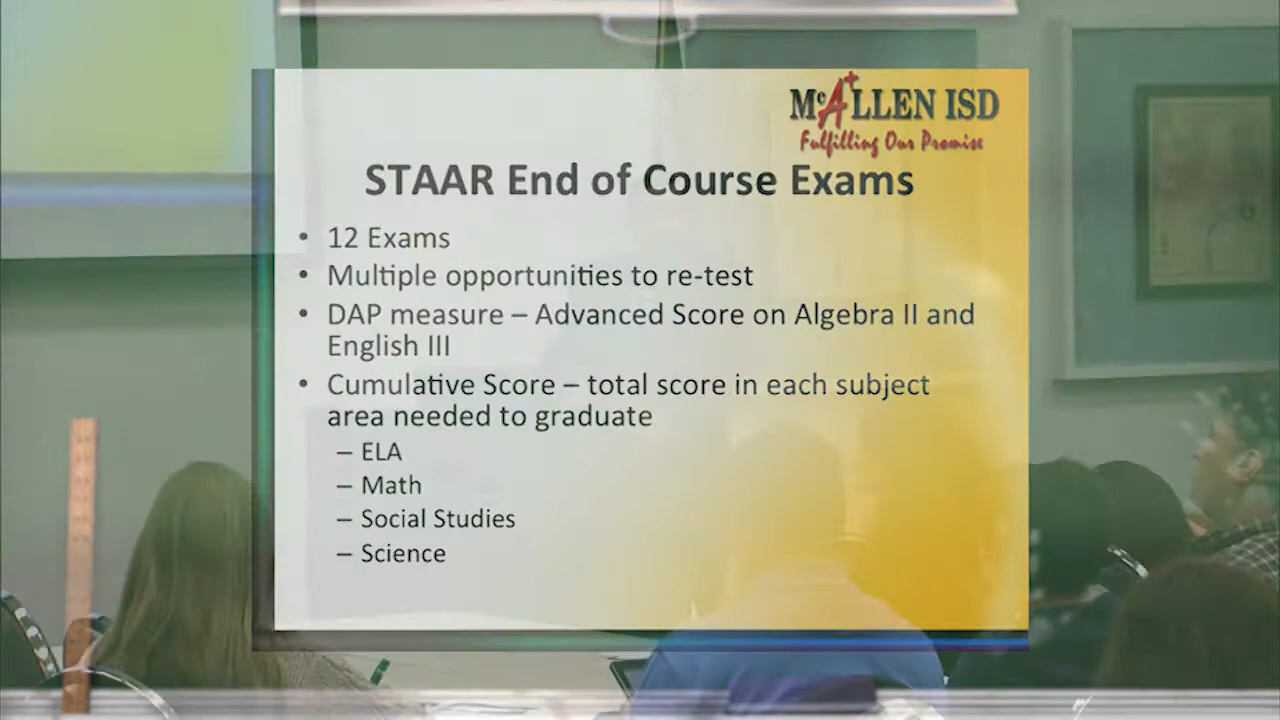 McALLEN ISD
Fulfilling Our Promise
STAAR End of Course Exams
• 12 Exams
• Multiple opportunities to re-test
• DAP measure – Advanced Score on Algebra II and
English III
• Cumulative Score – total score in each subject
area needed to graduate
– ELA
– Math
– Social Studies
– Science